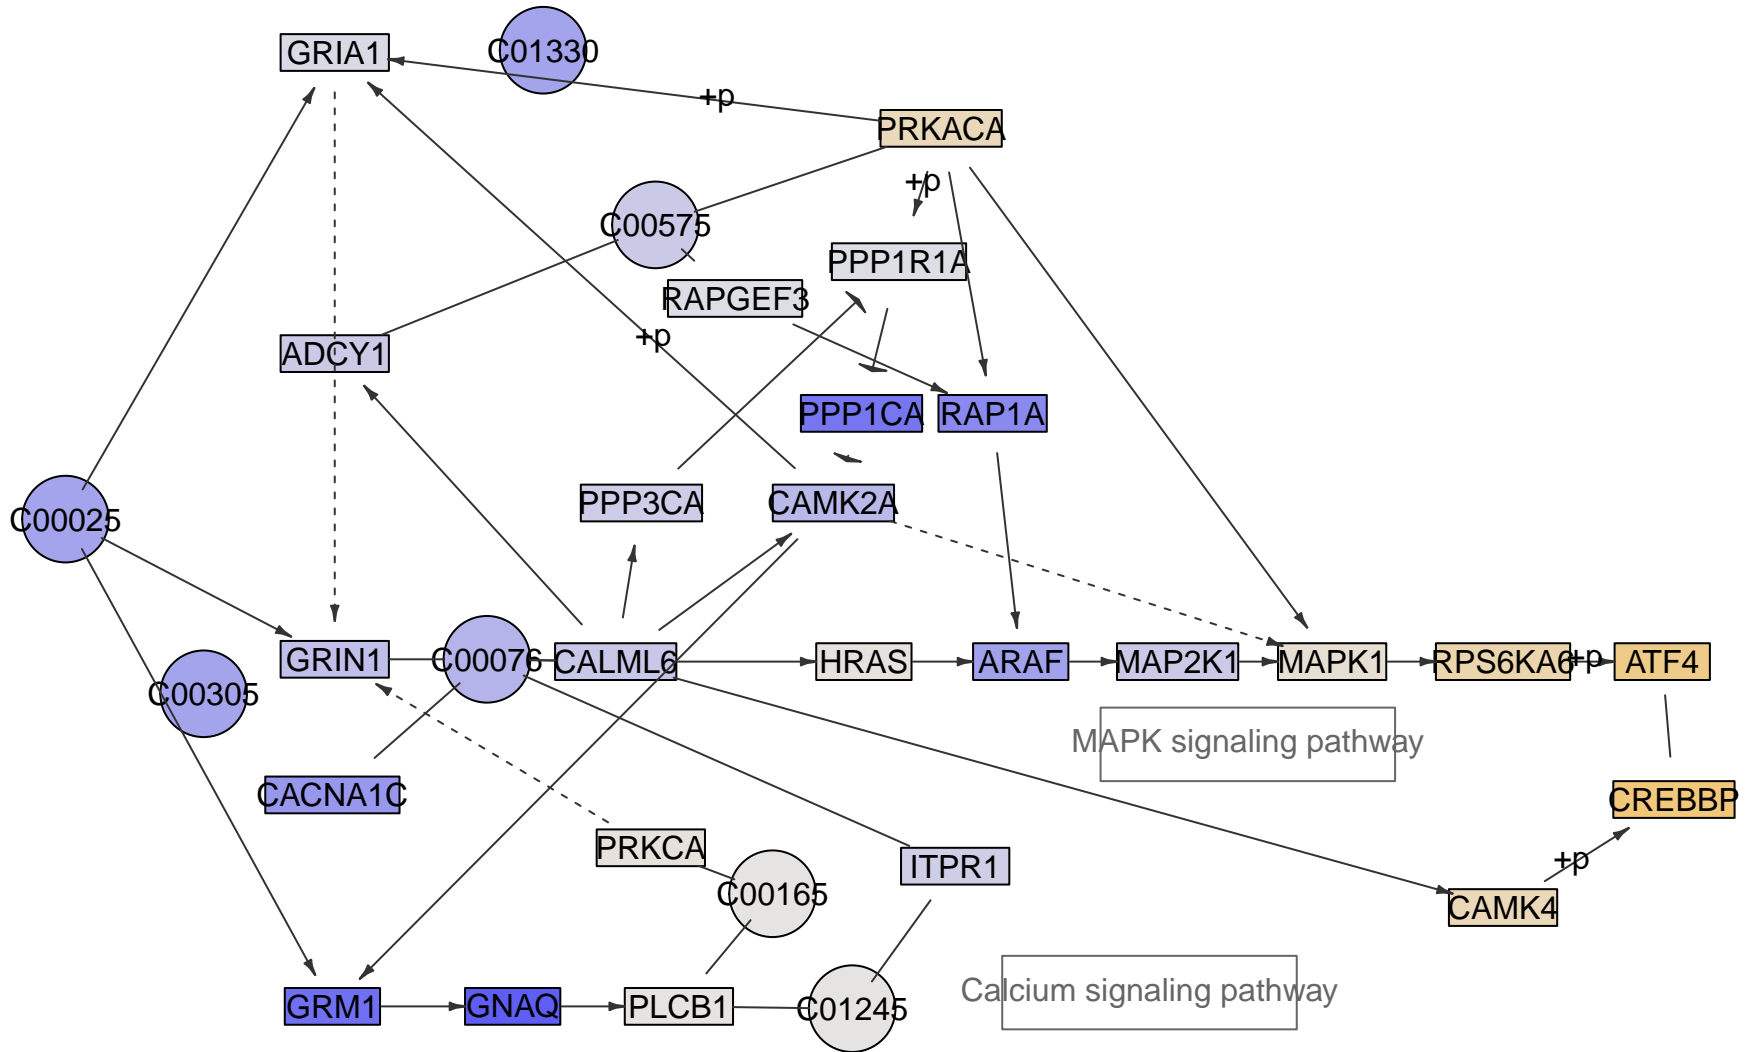 GRIA1
C01330
+p
PRKACA
+p
C00575
PPP1R1A
RAPGEF3
+p
ADCY1
PPP1CA
RAP1A
PPP3CA
CAMK2A
C00025
GRIN1
C00076
CALML6
HRAS
ARAF
MAP2K1
MAPK1
RPS6KA6
+p
ATF4
C00305
MAPK signaling pathway
CACNA1C
CREBBP
PRKCA
ITPR1
+p
C00165
CAMK4
Calcium signaling pathway
GRM1
GNAQ
PLCB1
C01245